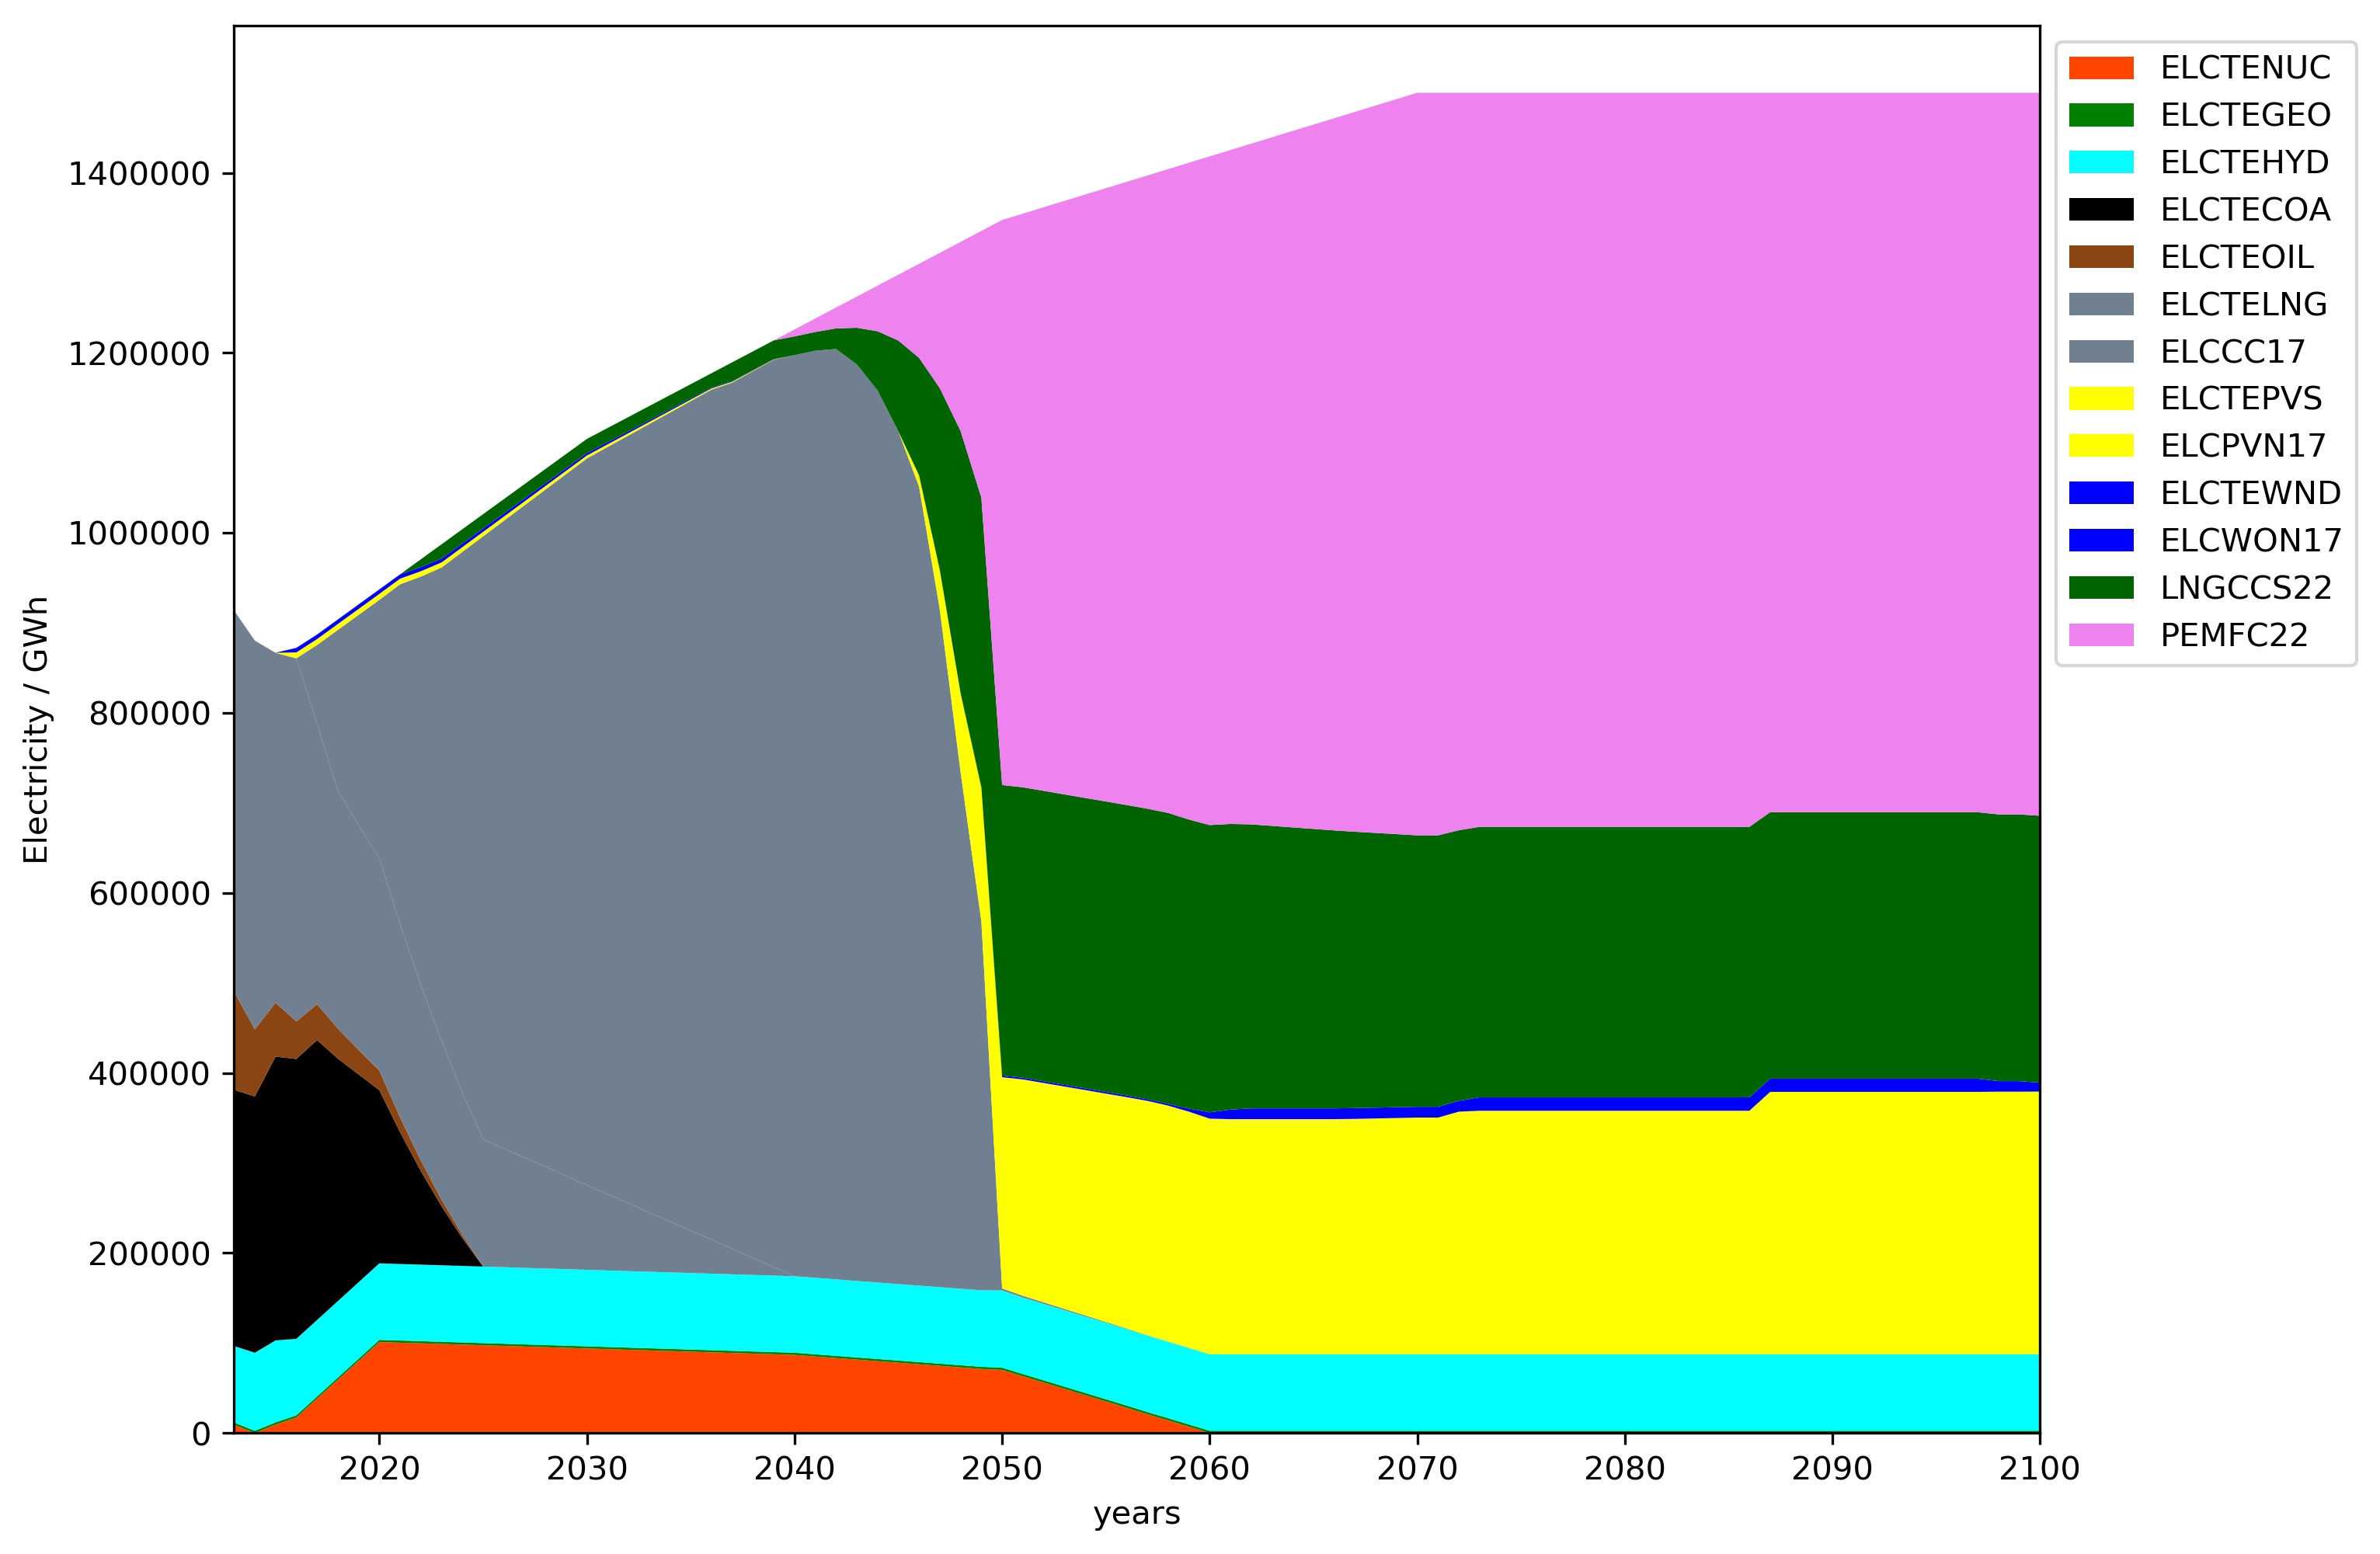 1400000
1200000
1000000
800000
600000
400000
200000
0
Electricity / GWh
2020 2030 2040 2050 2060 2070 2080 2090 2100
years
ELCTENUC
ELCTEGEO
ELCTEHYD
ELCTECOA
ELCTEOIL
ELCTELNG
ELCCC17
ELCTEPVS
ELCPVN17
ELCTEWND
ELCWON17
LNGCCS22
PEMFC22